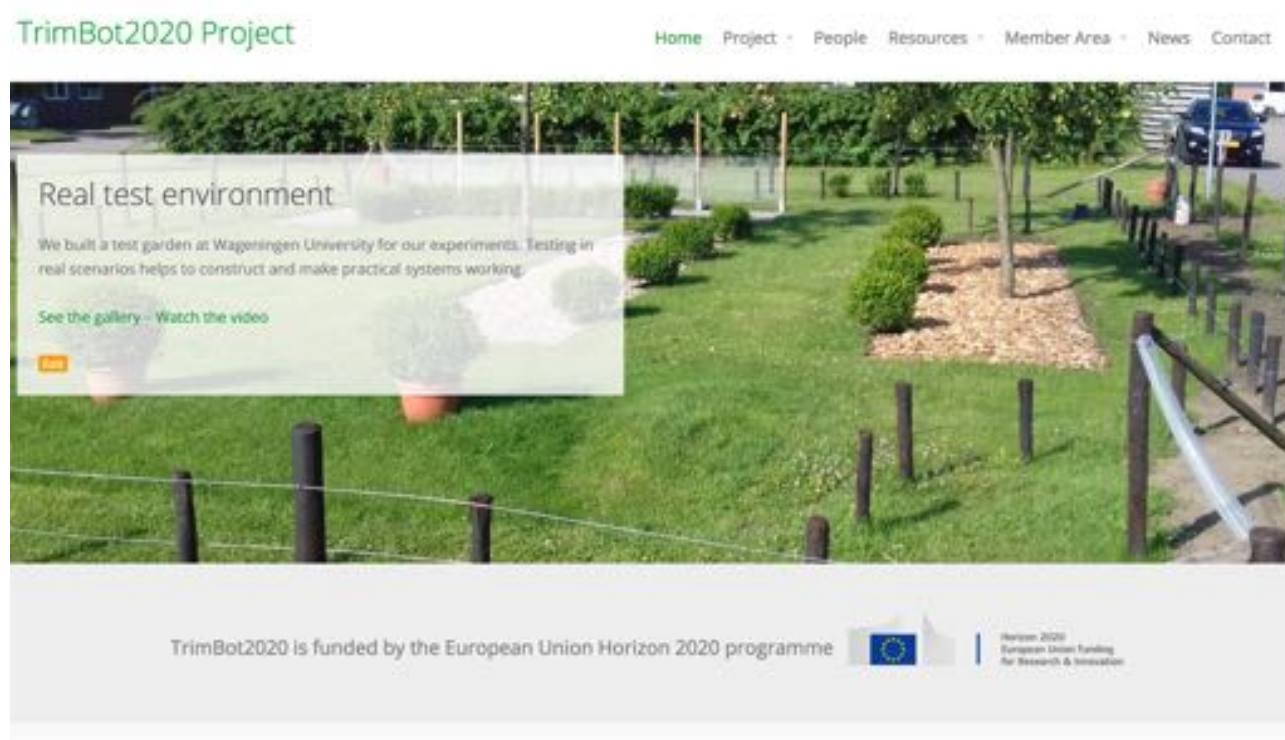 TrimBot2020 Project
Home Project People Resources Member Area News Contact
Real test environment
We built a test garden at Wageningen University for our experiments. Testing in
real scenarios helps to construct and make practical systems working.
See the gallery – Watch the video
Edit
TrimBot2020 is funded by the European Union Horizon 2020 programme
Horizon 2020
European Union Funding
for Research & Innovation